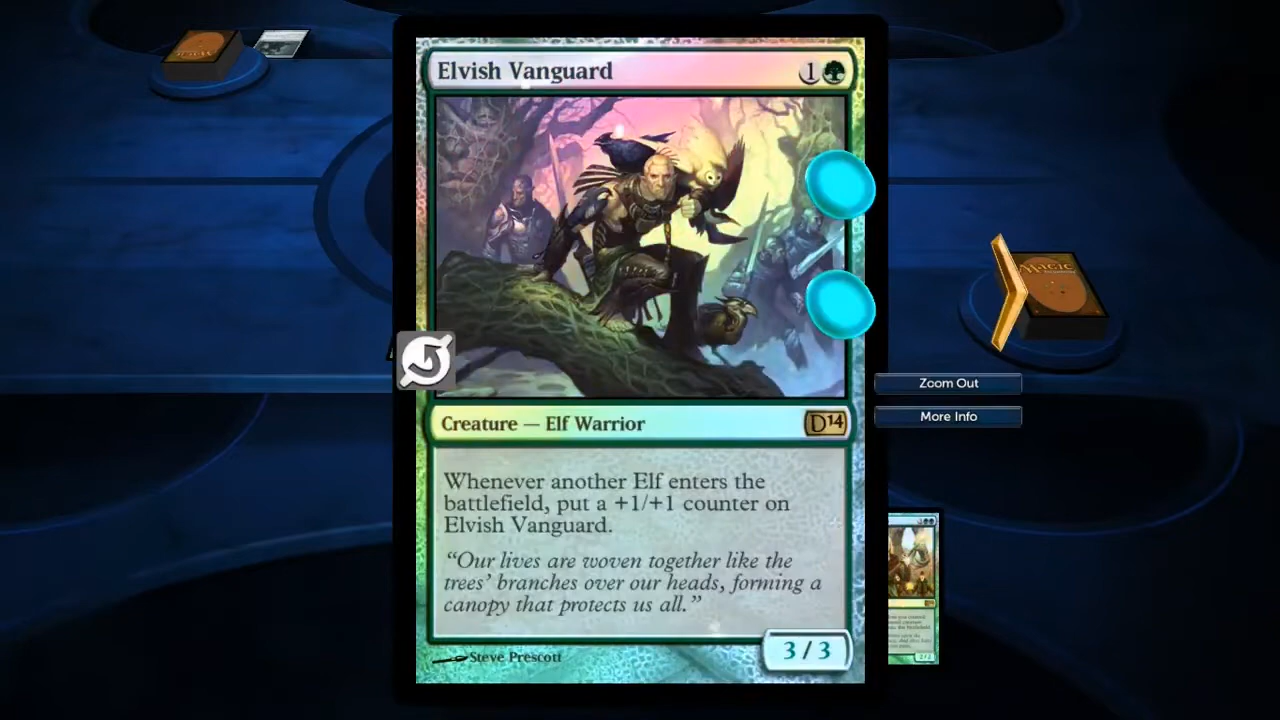 Elvish Vanguard
1
Creature — Elf Warrior
D14
Whenever another Elf enters the
battlefield, put a +1/+1 counter on
Elvish Vanguard.
“Our lives are woven together like the
trees’ branches over our heads, forming a
canopy that protects us all.”
3 / 3
Steve Prescott
MAGIC
Zoom Out
More Info